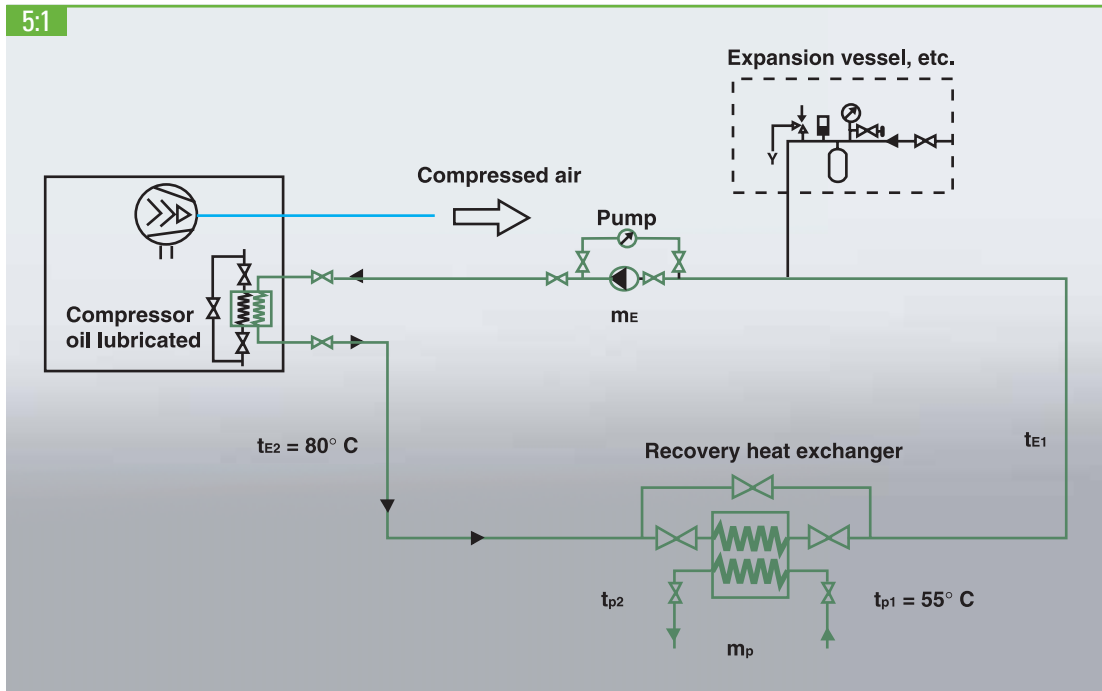 5:1
Expansion vessel, etc.
Y
Compressed air
Pump
mE
Compressor
oil lubricated
tE2 = 80° C
tE1
Recovery heat exchanger
tp2
tp1 = 55° C
mp